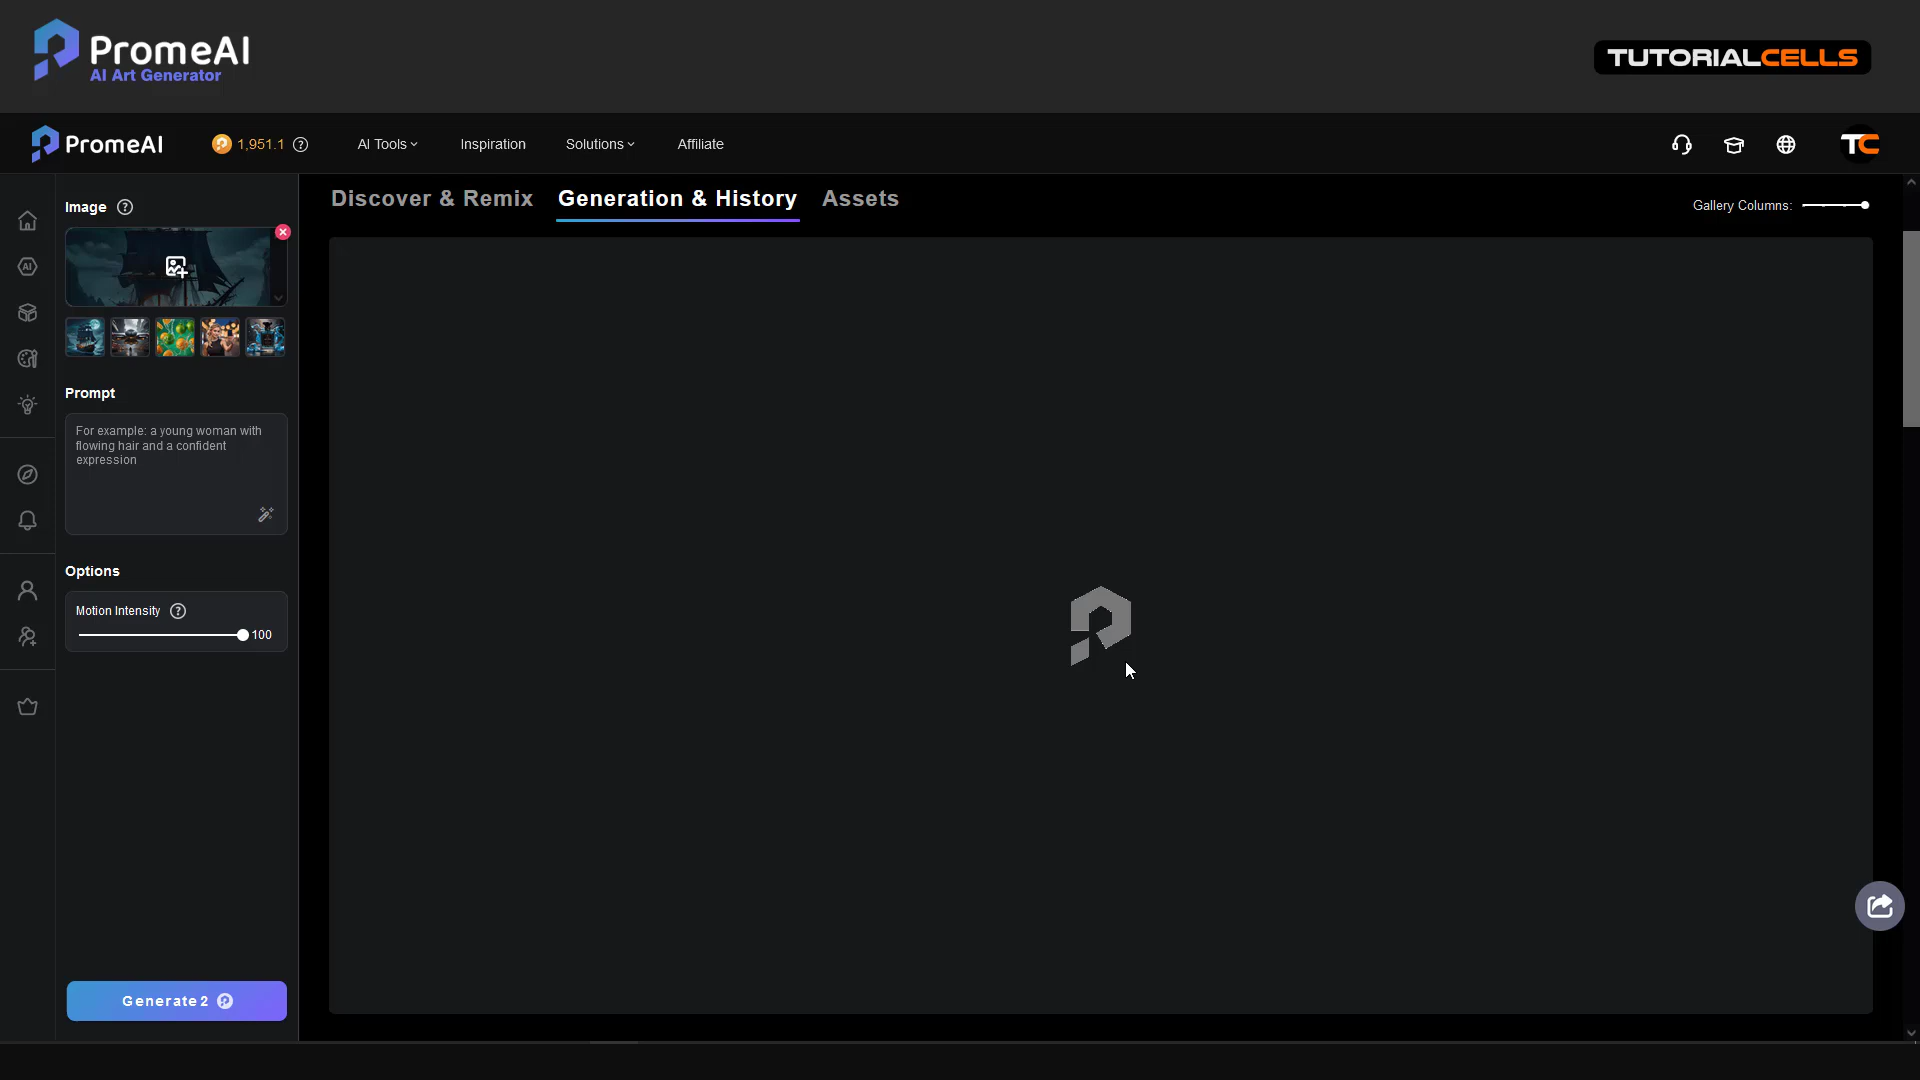 PromeAI
AI Art Generator
TUTORIALCELLS
PromeAI
1,951.1
AI Tools
Inspiration
Solutions
Affiliate
TC
Image
Discover & Remix
Generation & History
Assets
Gallery Columns:
AI
Prompt
For example: a young woman with
flowing hair and a confident
expression
Options
Motion Intensity
100
Generate 2